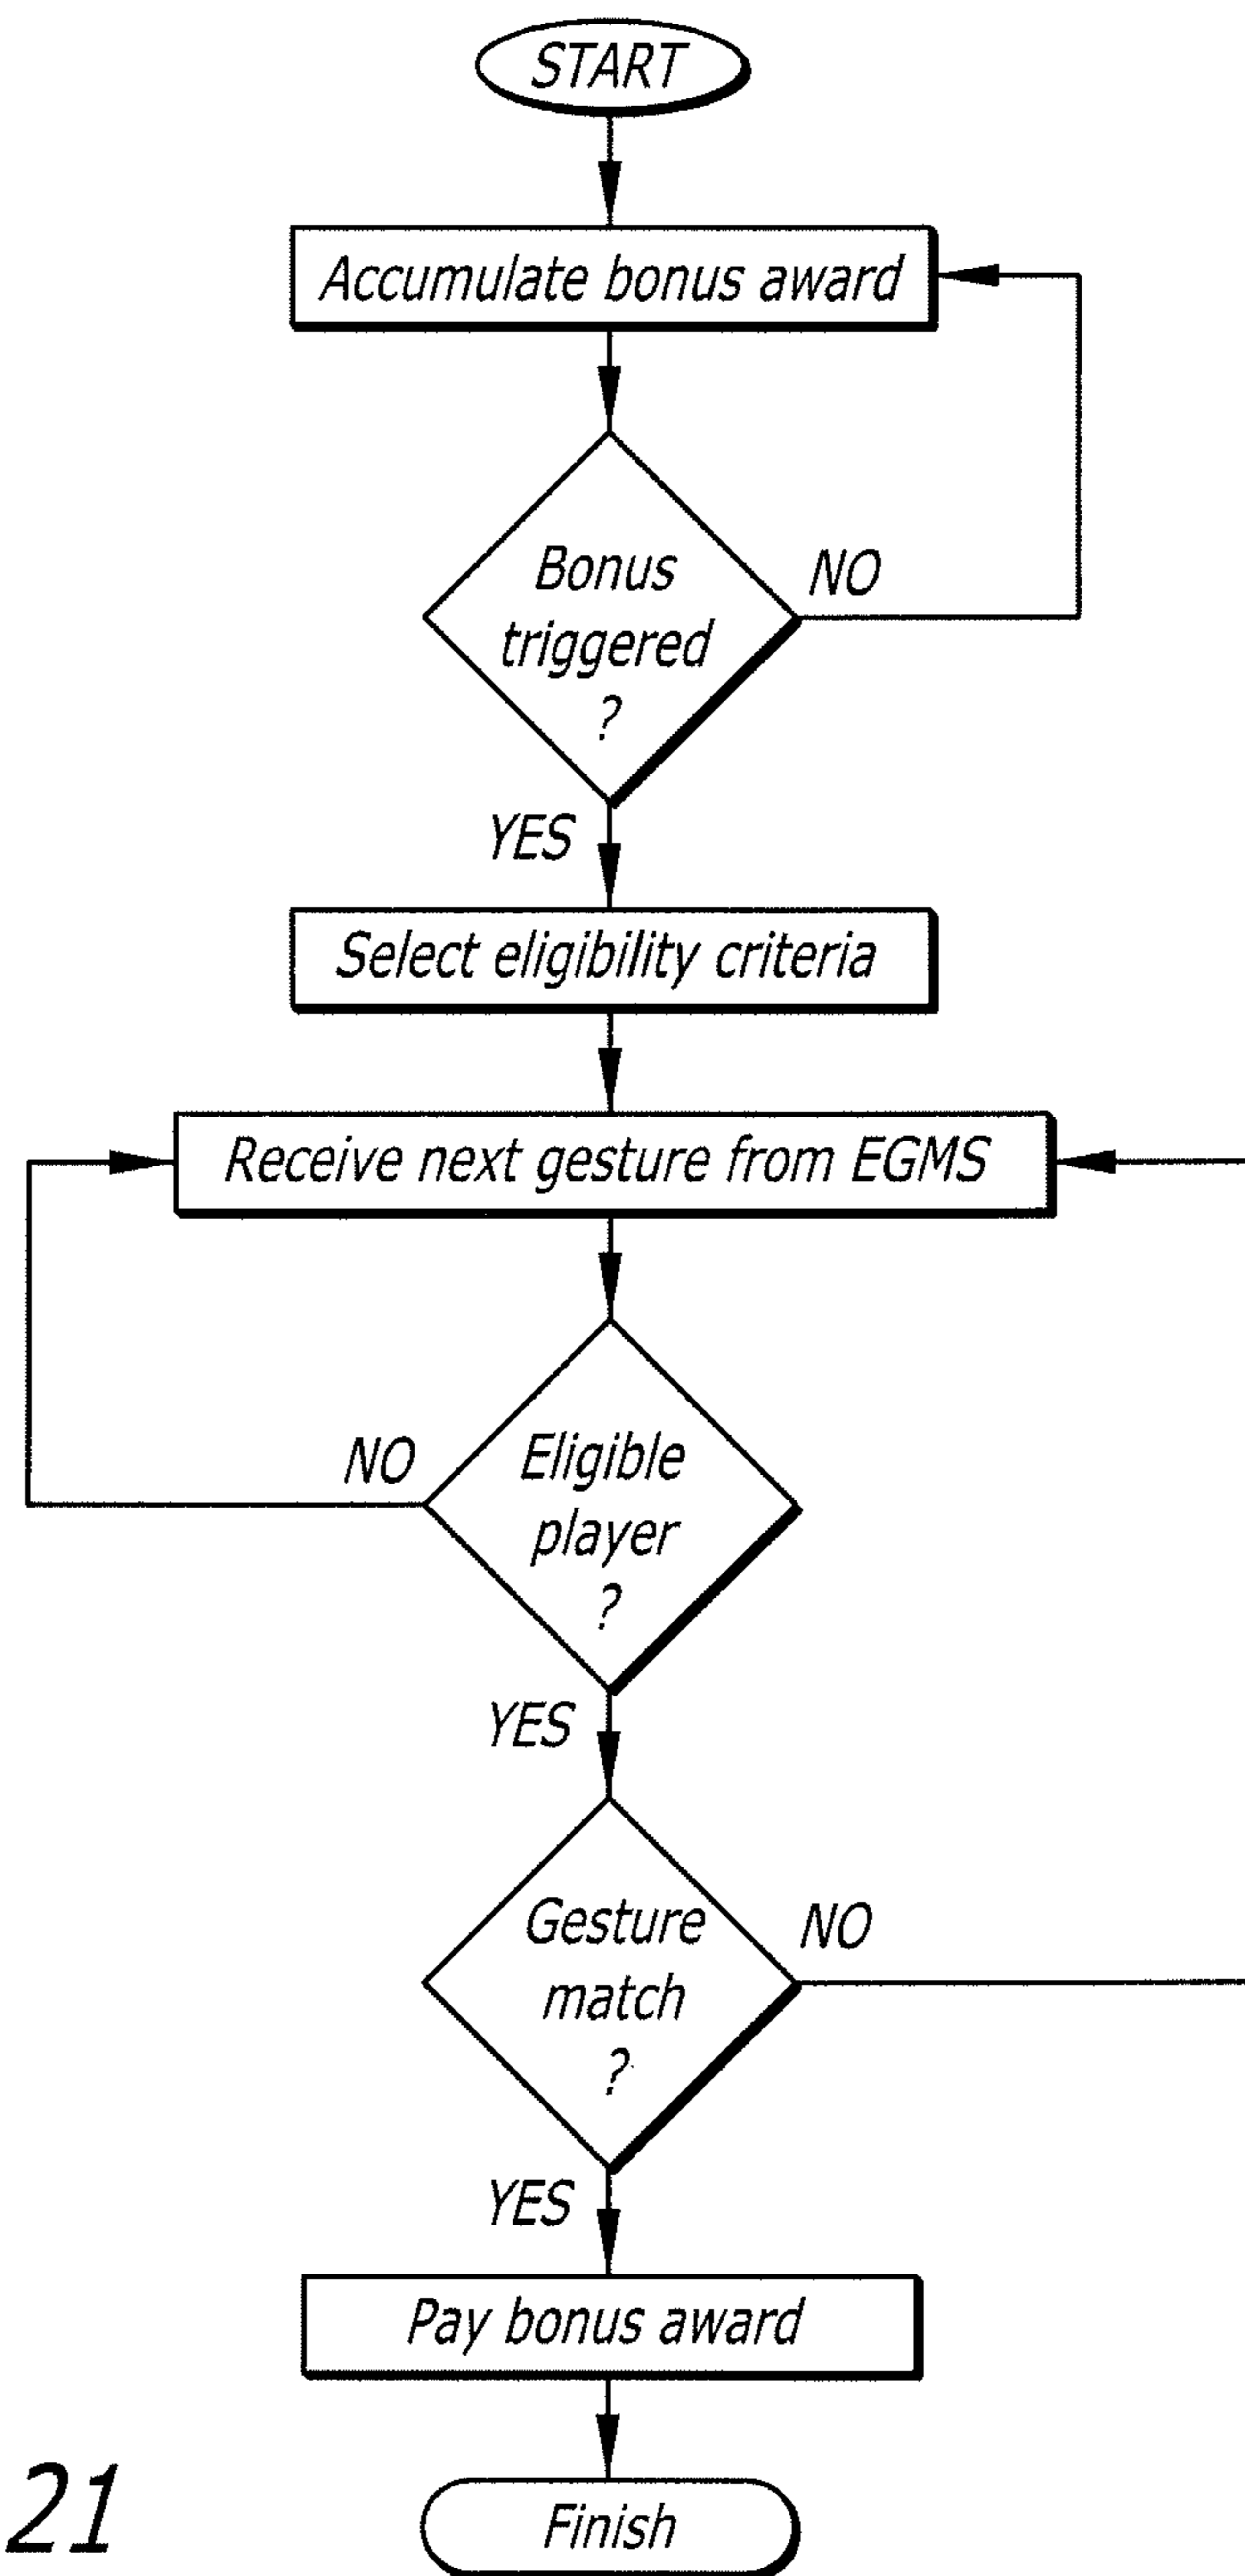 START
Accumulate bonus award
Bonus
triggered
?
NO
YES
Select eligibility criteria
Receive next gesture from EGMS
NO
Eligible
player
?
YES
Gesture
match
?
NO
YES
Pay bonus award
Finish
21